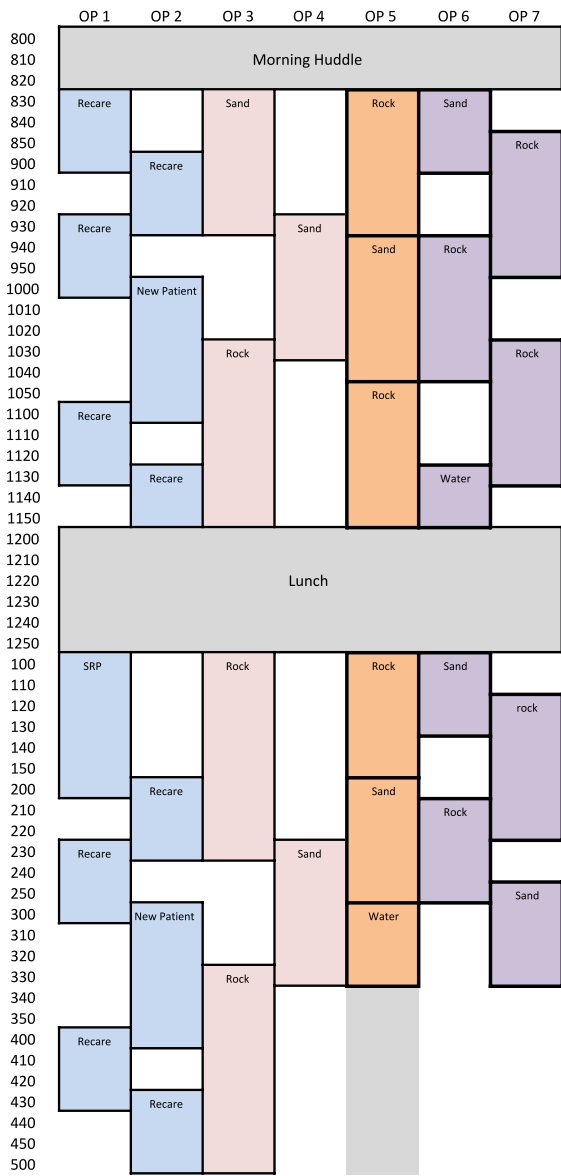 OP 1 OP 2 OP 3 OP 4 OP 5 OP 6 OP 7
800
810 Morning Huddle
820
830 Recare Sand Rock Sand
840
850 Rock
900 Recare
910
920
930 Recare Sand
940 Sand Rock
950
1000 New Patient
1010
1020
1030 Rock Rock
1040
1050 Rock
1100 Recare
1110
1120
1130 Recare Water
1140
1150
1200
1210
1220 Lunch
1230
1240
1250
100 SRP Rock Rock Sand
110
120 rock
130
140
150
200 Recare Sand
210 Rock
220
230 Recare Sand
240
250 Sand
300 New Patient Water
310
320
330 Rock
340
350
400 Recare
410
420
430 Recare
440
450
500